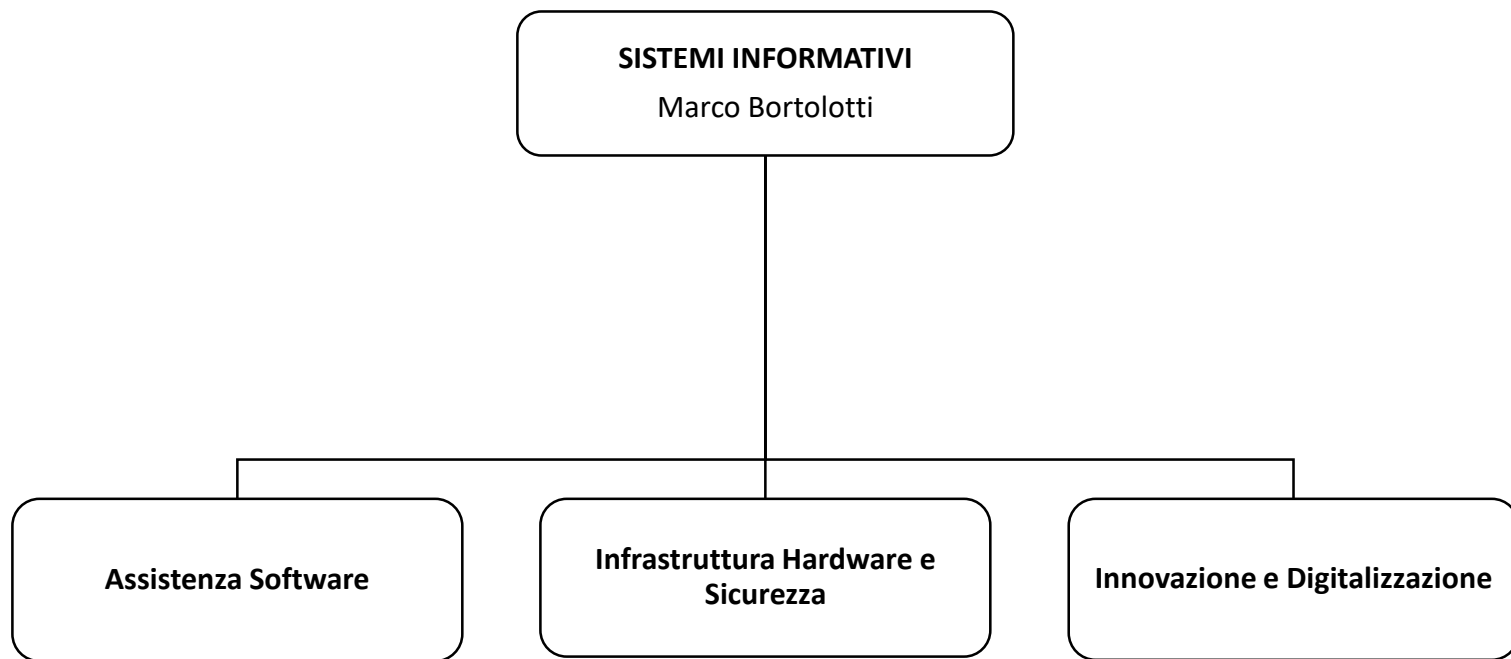 SISTEMI INFORMATIVI
Marco Bortolotti
Assistenza Software
Infrastruttura Hardware e
Sicurezza
Innovazione e Digitalizzazione